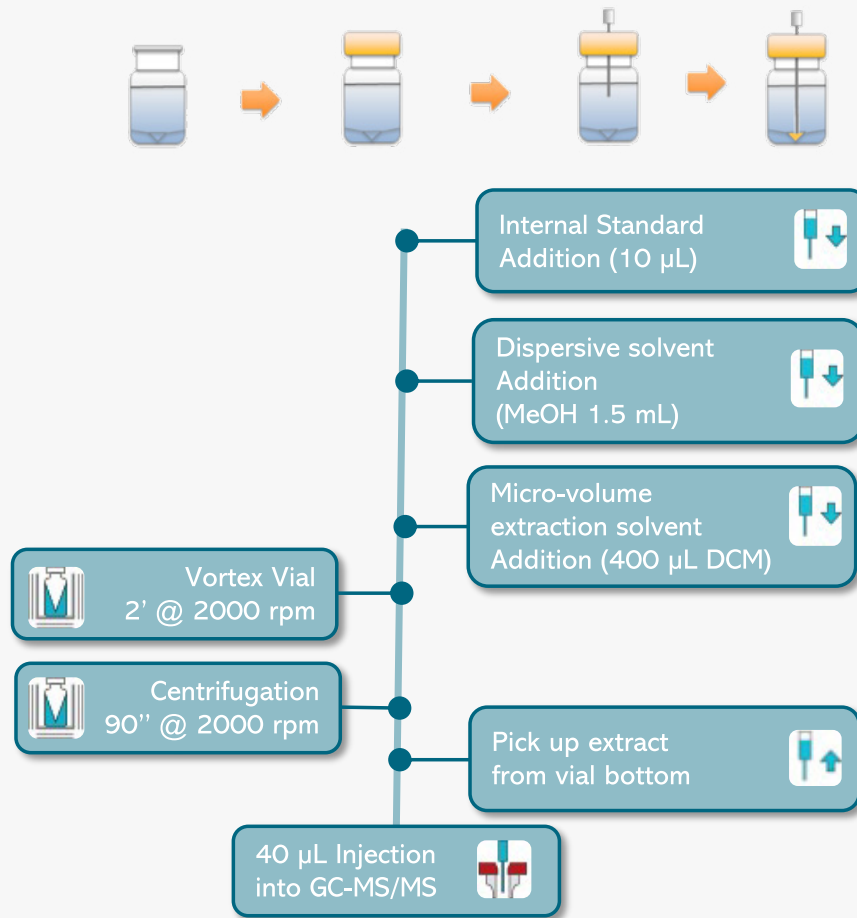 Internal Standard
Addition (10 µL)
Dispersive solvent
Addition
(MeOH 1.5 mL)
Micro-volume
extraction solvent
Addition (400 µL DCM)
Vortex Vial
2' @ 2000 rpm
Centrifugation
90'' @ 2000 rpm
Pick up extract
from vial bottom
40 µL Injection
into GC-MS/MS